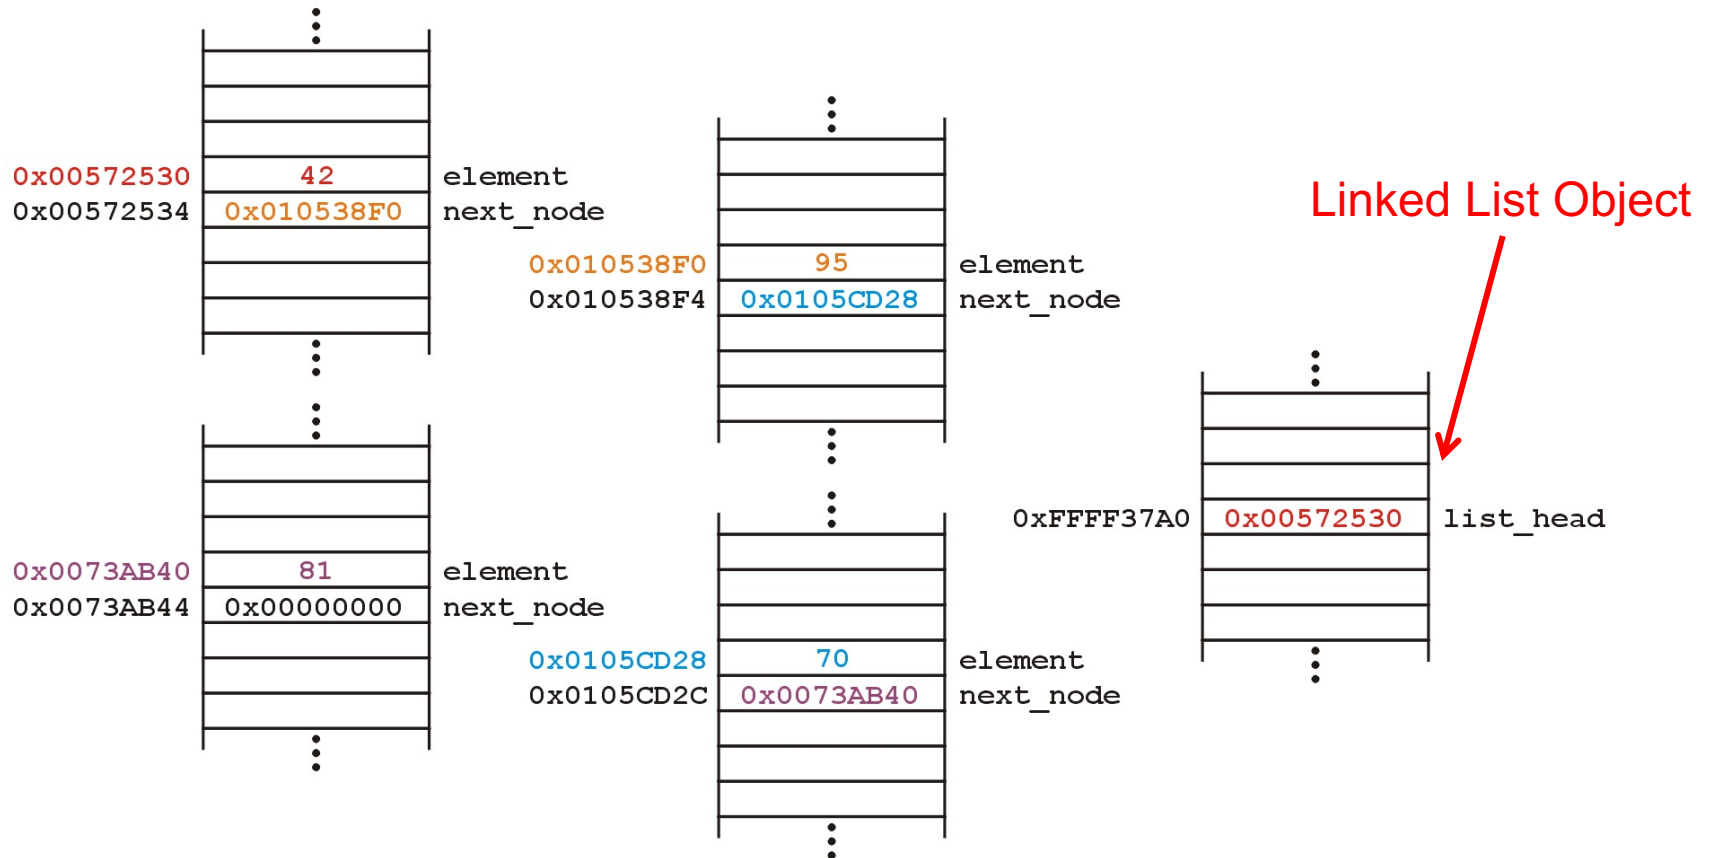 0x00572530 42 element
0x00572534 0x010538F0 next_node
0x010538F0 95 element
0x010538F4 0x0105CD28 next_node
Linked List Object
0xFFFF37A0 0x00572530 list_head
0x0073AB40 81 element
0x0073AB44 0x00000000 next_node
0x0105CD28 70 element
0x0105CD2C 0x0073AB40 next_node